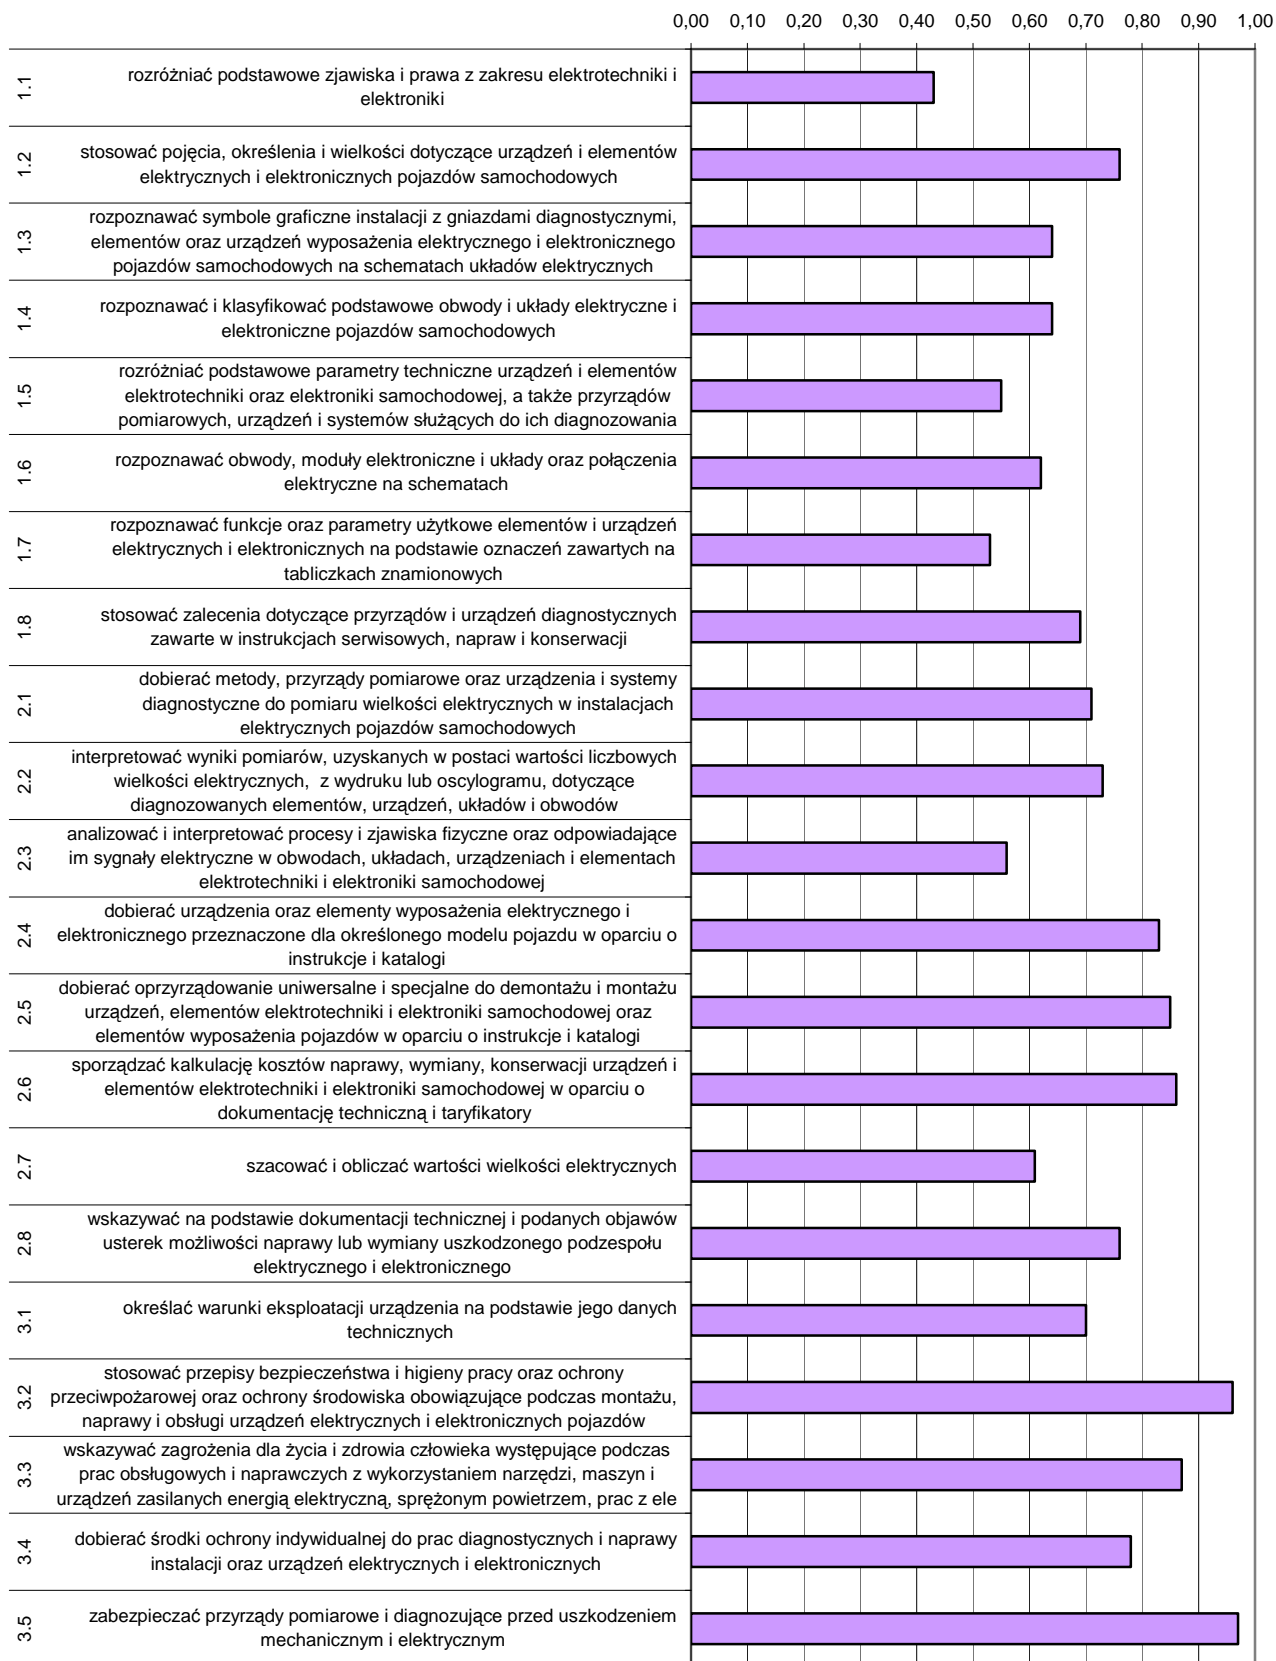 0,00 0,10 0,20 0,30 0,40 0,50 0,60 0,70 0,80 0,90 1,00
1.1
rozróżniać podstawowe zjawiska i prawa z zakresu elektrotechniki i
elektroniki
1.2
stosować pojęcia, określenia i wielkości dotyczące urządzeń i elementów
elektrycznych i elektronicznych pojazdów samochodowych
1.3
rozpoznawać symbole graficzne instalacji z gniazdami diagnostycznymi,
elementów oraz urządzeń wyposażenia elektrycznego i elektronicznego
pojazdów samochodowych na schematach układów elektrycznych
1.4
rozpoznawać i klasyfikować podstawowe obwody i układy elektryczne i
elektroniczne pojazdów samochodowych
1.5
rozróżniać podstawowe parametry techniczne urządzeń i elementów
elektrotechniki oraz elektroniki samochodowej, a także przyrządów
pomiarowych, urządzeń i systemów służących do ich diagnozowania
1.6
rozpoznawać obwody, moduły elektroniczne i układy oraz połączenia
elektryczne na schematach
1.7
rozpoznawać funkcje oraz parametry użytkowe elementów i urządzeń
elektrycznych i elektronicznych na podstawie oznaczeń zawartych na
tabliczkach znamionowych
1.8
stosować zalecenia dotyczące przyrządów i urządzeń diagnostycznych
zawarte w instrukcjach serwisowych, napraw i konserwacji
2.1
dobierać metody, przyrządy pomiarowe oraz urządzenia i systemy
diagnostyczne do pomiaru wielkości elektrycznych w instalacjach
elektrycznych pojazdów samochodowych
2.2
interpretować wyniki pomiarów, uzyskanych w postaci wartości liczbowych
wielkości elektrycznych, z wydruku lub oscylogramu, dotyczące
diagnozowanych elementów, urządzeń, układów i obwodów
2.3
analizować i interpretować procesy i zjawiska fizyczne oraz odpowiadające
im sygnały elektryczne w obwodach, układach, urządzeniach i elementach
elektrotechniki i elektroniki samochodowej
2.4
dobierać urządzenia oraz elementy wyposażenia elektrycznego i
elektronicznego przeznaczone dla określonego modelu pojazdu w oparciu o
instrukcje i katalogi
2.5
dobierać oprzyrządowanie uniwersalne i specjalne do demontażu i montażu
urządzeń, elementów elektrotechniki i elektroniki samochodowej oraz
elementów wyposażenia pojazdów w oparciu o instrukcje i katalogi
2.6
sporządzać kalkulację kosztów naprawy, wymiany, konserwacji urządzeń i
elementów elektrotechniki i elektroniki samochodowej w oparciu o
dokumentację techniczną i taryfikatory
2.7
szacować i obliczać wartości wielkości elektrycznych
2.8
wskazywać na podstawie dokumentacji technicznej i podanych objawów
usterek możliwości naprawy lub wymiany uszkodzonego podzespołu
elektrycznego i elektronicznego
3.1
określać warunki eksploatacji urządzenia na podstawie jego danych
technicznych
3.2
stosować przepisy bezpieczeństwa i higieny pracy oraz ochrony
przeciwpożarowej oraz ochrony środowiska obowiązujące podczas montażu,
naprawy i obsługi urządzeń elektrycznych i elektronicznych pojazdów
3.3
wskazywać zagrożenia dla życia i zdrowia człowieka występujące podczas
prac obsługowych i naprawczych z wykorzystaniem narzędzi, maszyn i
urządzeń zasilanych energią elektryczną, sprężonym powietrzem, prac z ele
3.4
dobierać środki ochrony indywidualnej do prac diagnostycznych i naprawy
instalacji oraz urządzeń elektrycznych i elektronicznych
3.5
zabezpieczać przyrządy pomiarowe i diagnozujące przed uszkodzeniem
mechanicznym i elektrycznym